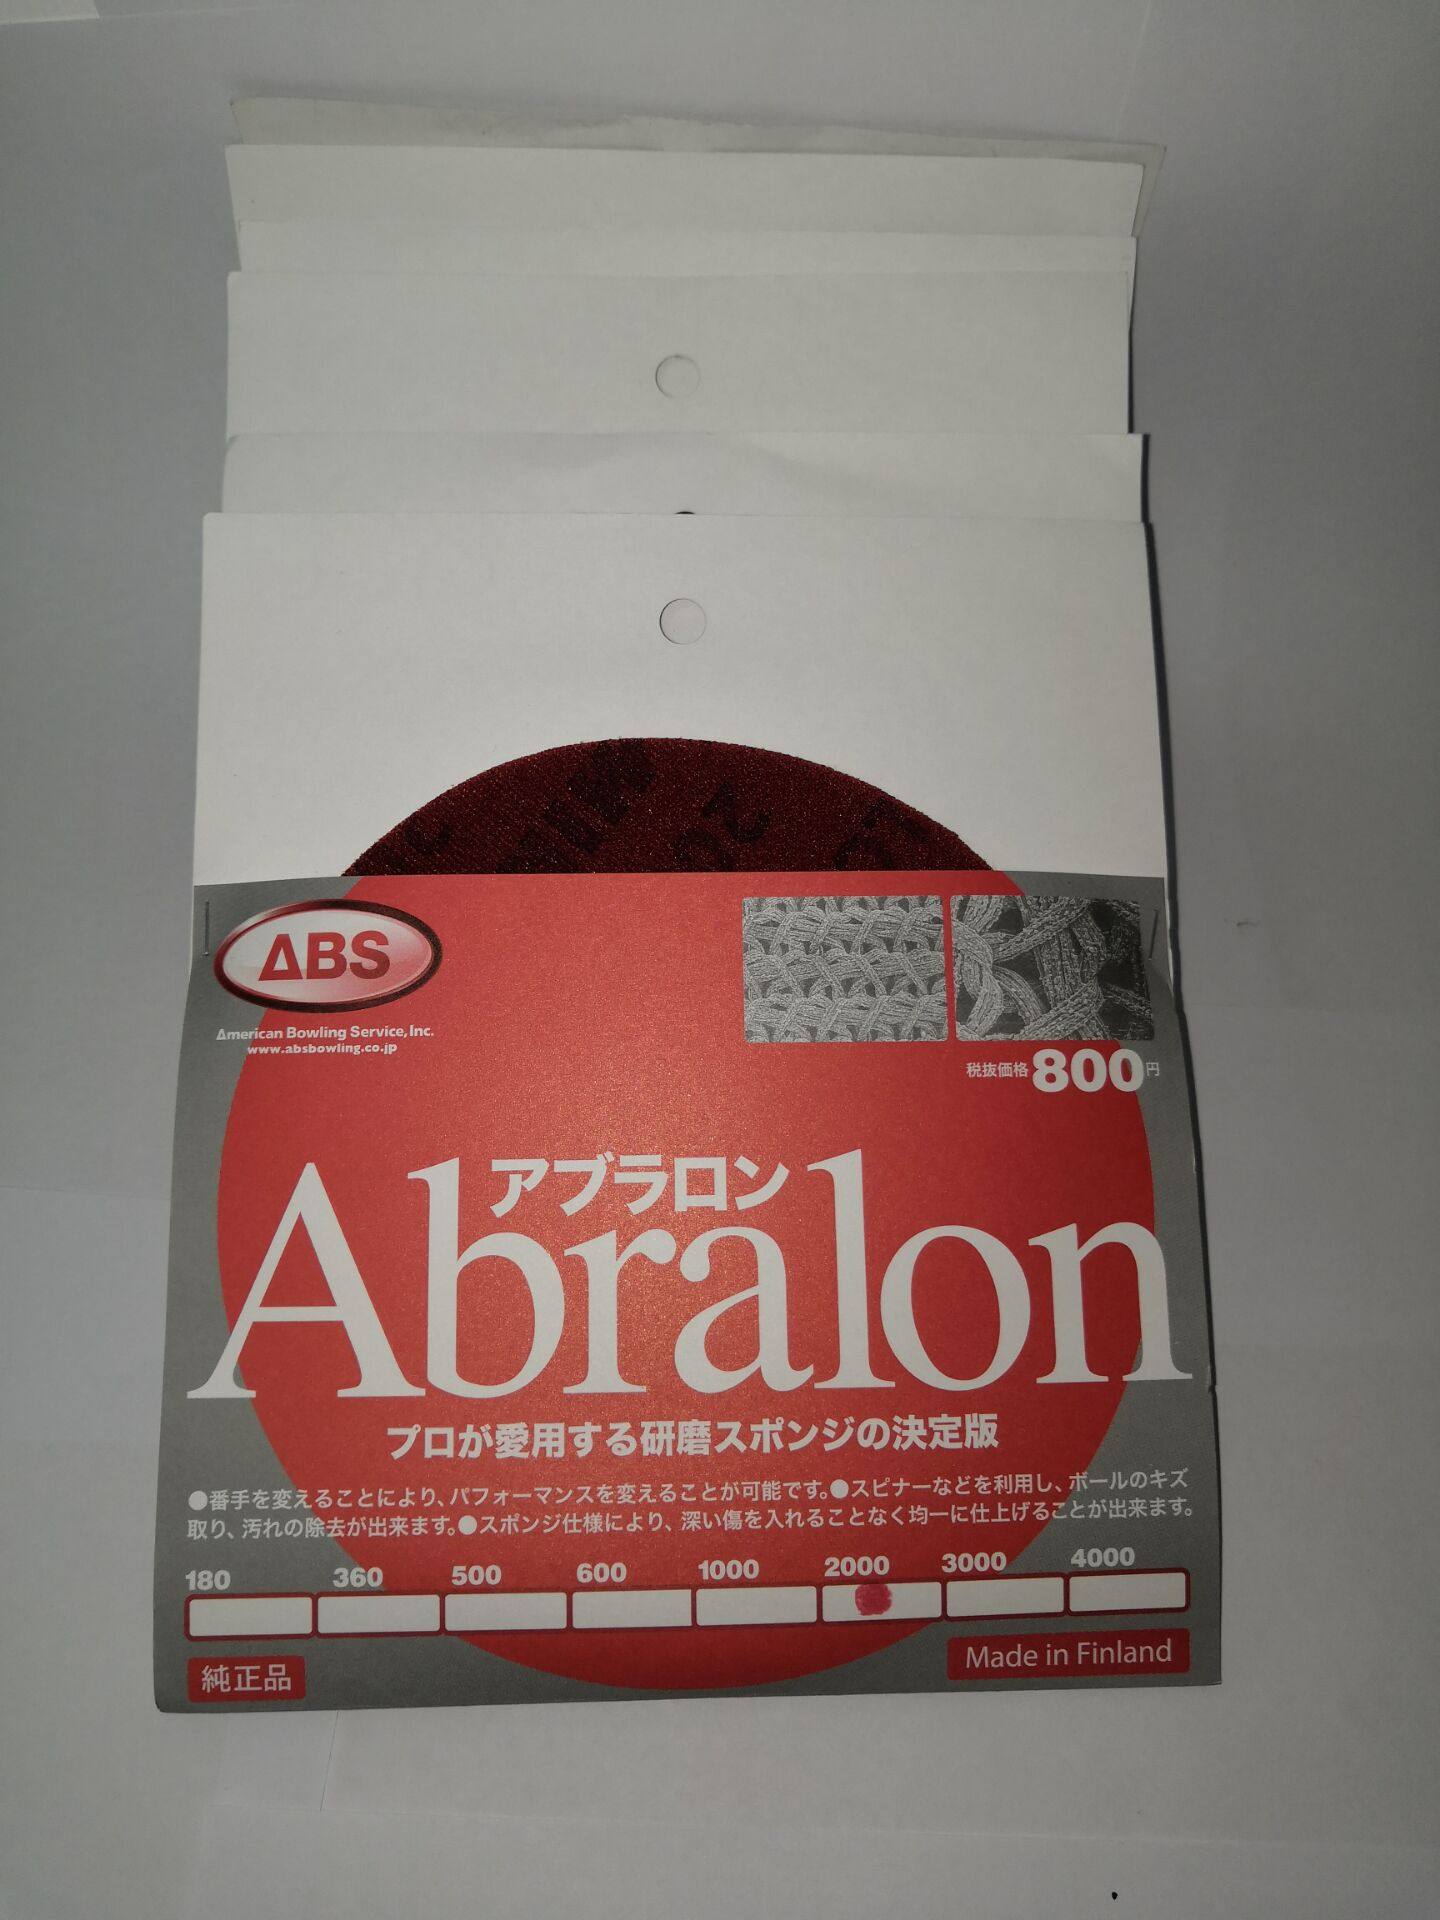 ABS
American Bowling Service, Inc.
www.absbowling.co.jp
税抜価格800円
アブラロン
Abralon
プロが愛用する研磨スポンジの決定版
●番手を変えることにより、パフォーマンスを変えることが可能です。●スピナーなどを利用し、ボールのキズ
取り、汚れの除去が出来ます。●スポンジ仕様により、深い傷を入れることなく均一に仕上げることが出来ます。
180 360 500 600 1000 2000 3000 4000
純正品
Made in Finland